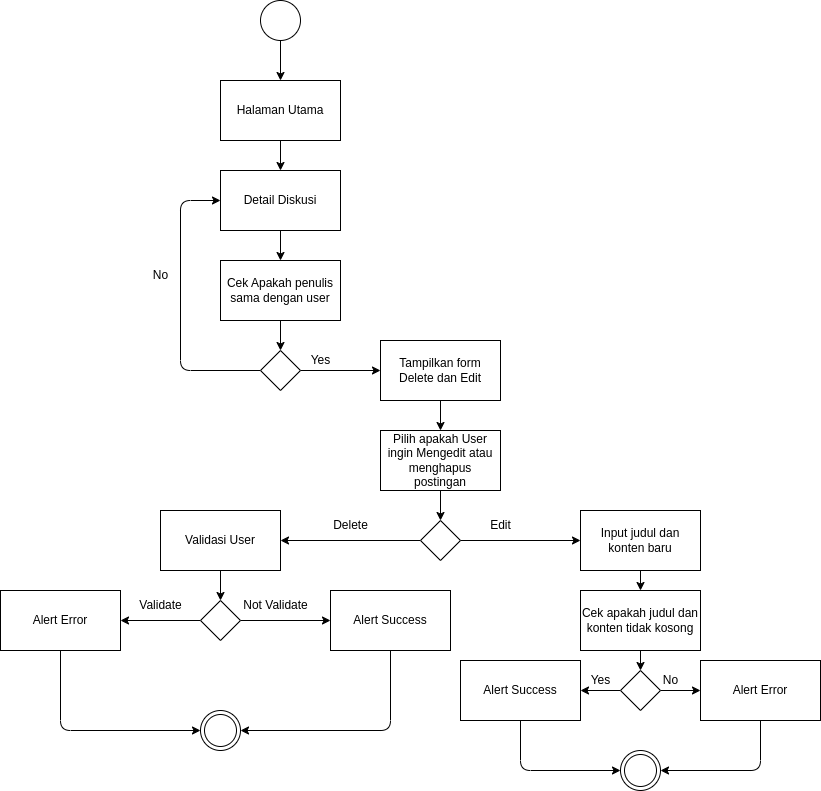 Halaman Utama
Detail Diskusi
No
Cek Apakah penulis
sama dengan user
Yes
Tampilkan form
Delete dan Edit
Pilih apakah User
ingin Mengedit atau
menghapus
postingan
Delete
Edit
Validasi User
Input judul dan
konten baru
Validate
Not Validate
Alert Error
Alert Success
Cek apakah judul dan
konten tidak kosong
Yes
No
Alert Success
Alert Error